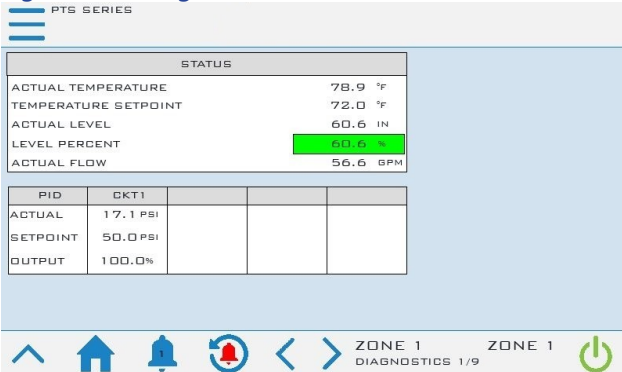 PTS SERIES
STATUS
ACTUAL TEMPERATURE 78.9 °F
TEMPERATURE SETPOINT 72.0 °F
ACTUAL LEVEL 60.6 IN
LEVEL PERCENT 60.6 %
ACTUAL FLOW 56.6 GPM
PID CKT1
ACTUAL 17.1 PSI
SETPOINT 50.0 PSI
OUTPUT 100.0%
1
ZONE 1 ZONE 1
DIAGNOSTICS 1/9